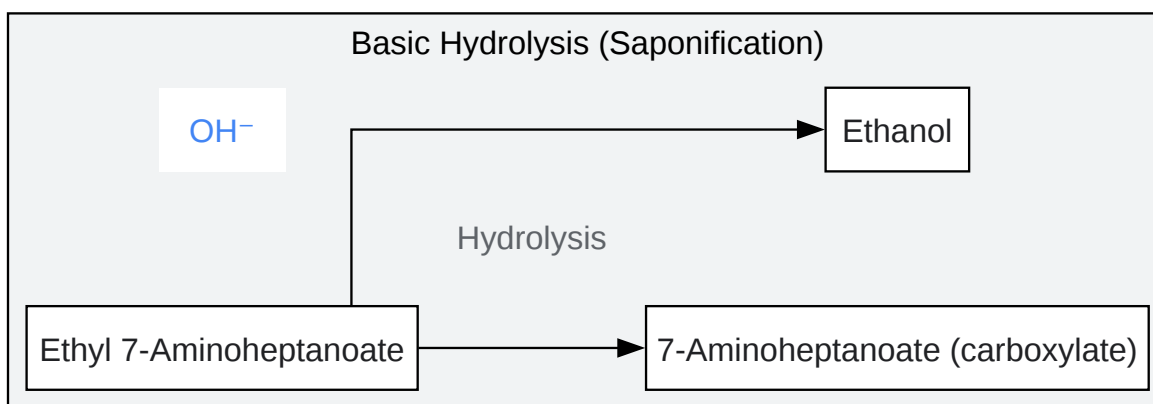 Basic Hydrolysis (Saponification)
OH⁻
Ethanol
Hydrolysis
Ethyl 7-Aminoheptanoate
7-Aminoheptanoate (carboxylate)